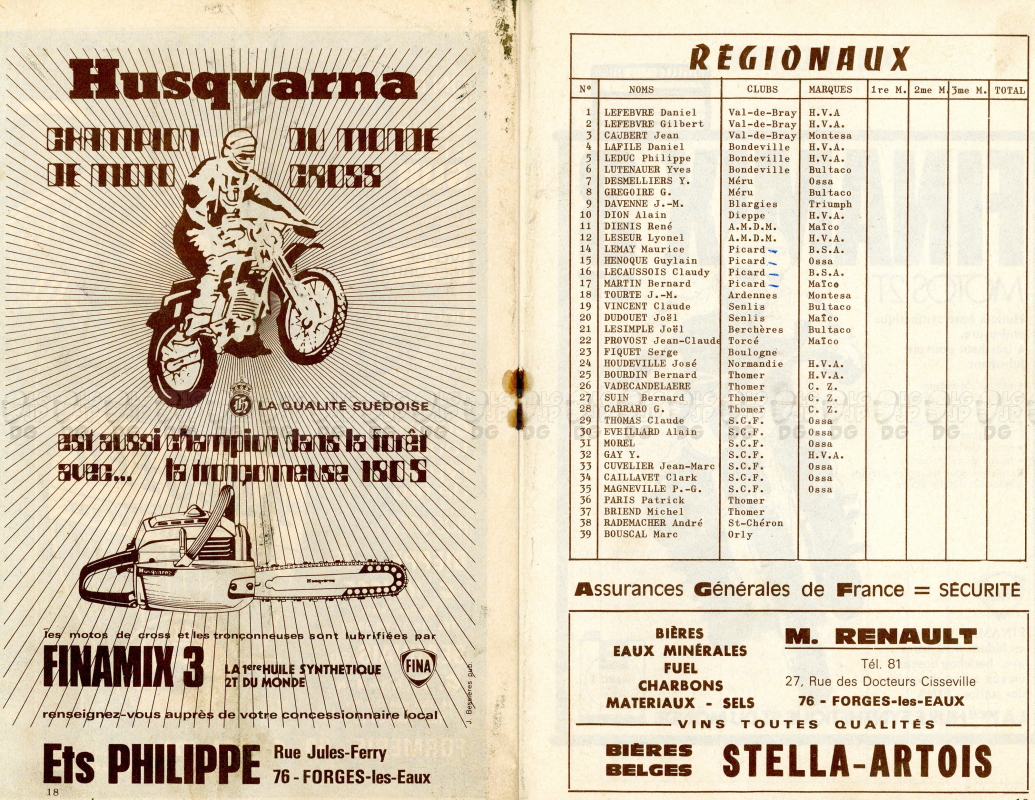 Husqvarna
CHAMPION DU MONDE
DE MOTO CROSS
LA QUALITÉ SUÉDOISE
est aussi champion dans la forêt
avec... la tronçonneuse 180 S
Husqvarna
Husqvarna
les motos de cross et les tronçonneuses sont lubrifiées par
FINAMIX 3 LA 1ere HUILE SYNTHETIQUE
2T DU MONDE
FINA
renseignez-vous auprès de votre concessionnaire local
Ets PHILIPPE Rue Jules-Ferry
76 - FORGES-les-Eaux
18
RÉGIONAUX
N° NOMS CLUBS MARQUES 1re M. 2me M. 3me M. TOTAL
1 LEFEBVRE Daniel Val-de-Bray H.V.A
2 LEFEBVRE Gilbert Val-de-Bray H.V.A.
3 CAUBERT Jean Val-de-Bray Montesa
4 LAFILE Daniel Bondeville H.V.A.
5 LEDUC Philippe Bondeville H.V.A.
6 LUTENAUER Yves Bondeville Bultaco
7 DESMELLIERS Y. Méru Ossa
8 GREGOIRE G. Méru Bultaco
9 DAVENNE J.-M. Blargies Triumph
10 DION Alain Dieppe H.V.A.
11 DIENIS René A.M.D.M. Maïco
12 LESEUR Lyonel A.M.D.M. H.V.A.
14 LEMAY Maurice Picard B.S.A.
15 HENOQUE Guylain Picard Ossa
16 LECAUSSOIS Claudy Picard B.S.A.
17 MARTIN Bernard Picard Maïco
18 TOURTE J.-M. Ardennes Montesa
19 VINCENT Claude Senlis Bultaco
20 DUDOUET Joël Senlis Maïco
21 LESIMPLE Joël Berchères Bultaco
22 PROVOST Jean-Claude Torcé Maïco
23 FIQUET Serge Boulogne
24 HOUDEVILLE José Normandie H.V.A.
25 BOURDIN Bernard Thomer H.V.A.
26 VADECANDELAERE Thomer C. Z.
27 SUIN Bernard Thomer C. Z.
28 CARRARO G. Thomer C. Z.
29 THOMAS Claude S.C.F. Ossa
30 EVEILLARD Alain S.C.F. Ossa
31 MOREL S.C.F. Ossa
32 GAY Y. S.C.F. H.V.A.
33 CUVELIER Jean-Marc S.C.F. Ossa
34 CAILLAVET Clark S.C.F. Ossa
35 MAGNEVILLE P.-G. S.C.F. Ossa
36 PARIS Patrick Thomer
37 BRIEND Michel Thomer
38 RADEMACHER André St-Chéron
39 BOUSCAL Marc Orly
Assurances Générales de France = SÉCURITÉ
BIÈRES
EAUX MINÉRALES
FUEL
CHARBONS
MATERIAUX - SELS
M. RENAULT
Tél. 81
27, Rue des Docteurs Cisseville
76 - FORGES-les-EAUX
VINS TOUTES QUALITÉS
BIÈRES
BELGES
STELLA-ARTOIS